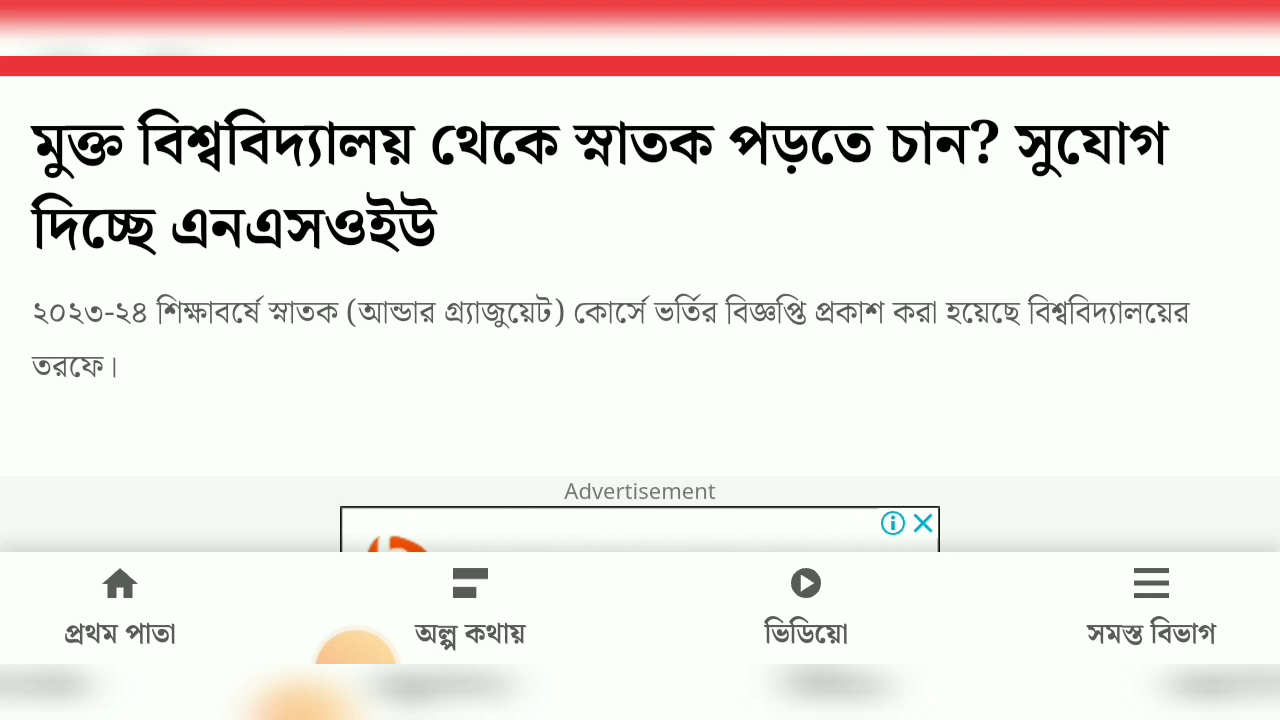 মুক্ত বিশ্ববিদ্যালয় থেকে স্নাতক পড়তে চান? সুযোগ
দিচ্ছে এনএসওইউ
২০২৩-২৪ শিক্ষাবর্ষে স্নাতক (আন্ডার গ্র্যাজুয়েট) কোর্সে ভর্তির বিজ্ঞপ্তি প্রকাশ করা হয়েছে বিশ্ববিদ্যালয়ের
তরফে।
Advertisement
প্রথম পাতা অল্প কথায় ভিডিয়ো সমস্ত বিভাগ